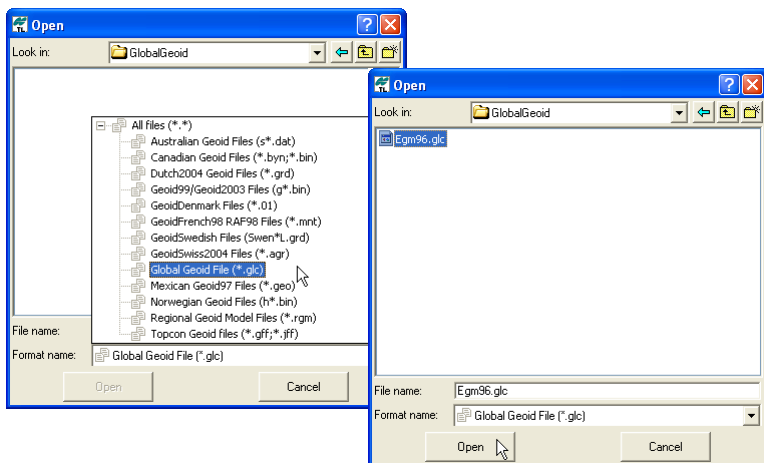 TL Open
Look in: GlobalGeoid
All files (*.*)
Australian Geoid Files (s*.dat)
Canadian Geoid Files (*.byn;*.bin)
Dutch2004 Geoid Files (*.grd)
Geoid99/Geoid2003 Files (g*.bin)
GeoidDenmark Files (*.01)
GeoidFrench98 RAF98 Files (*.mnt)
GeoidSwedish Files (Swen*L.grd)
GeoidSwiss2004 Files (*.agr)
Global Geoid File (*.glc)
Mexican Geoid97 Files (*.geo)
Norwegian Geoid Files (h*.bin)
Regional Geoid Model Files (*.rgm)
Topcon Geoid files (*.gff;*.jff)
File name:
Format name: Global Geoid File (*.glc)
Open Cancel
TL Open
Look in: GlobalGeoid
Egm96.glc
File name: Egm96.glc
Format name: Global Geoid File (*.glc)
Open Cancel